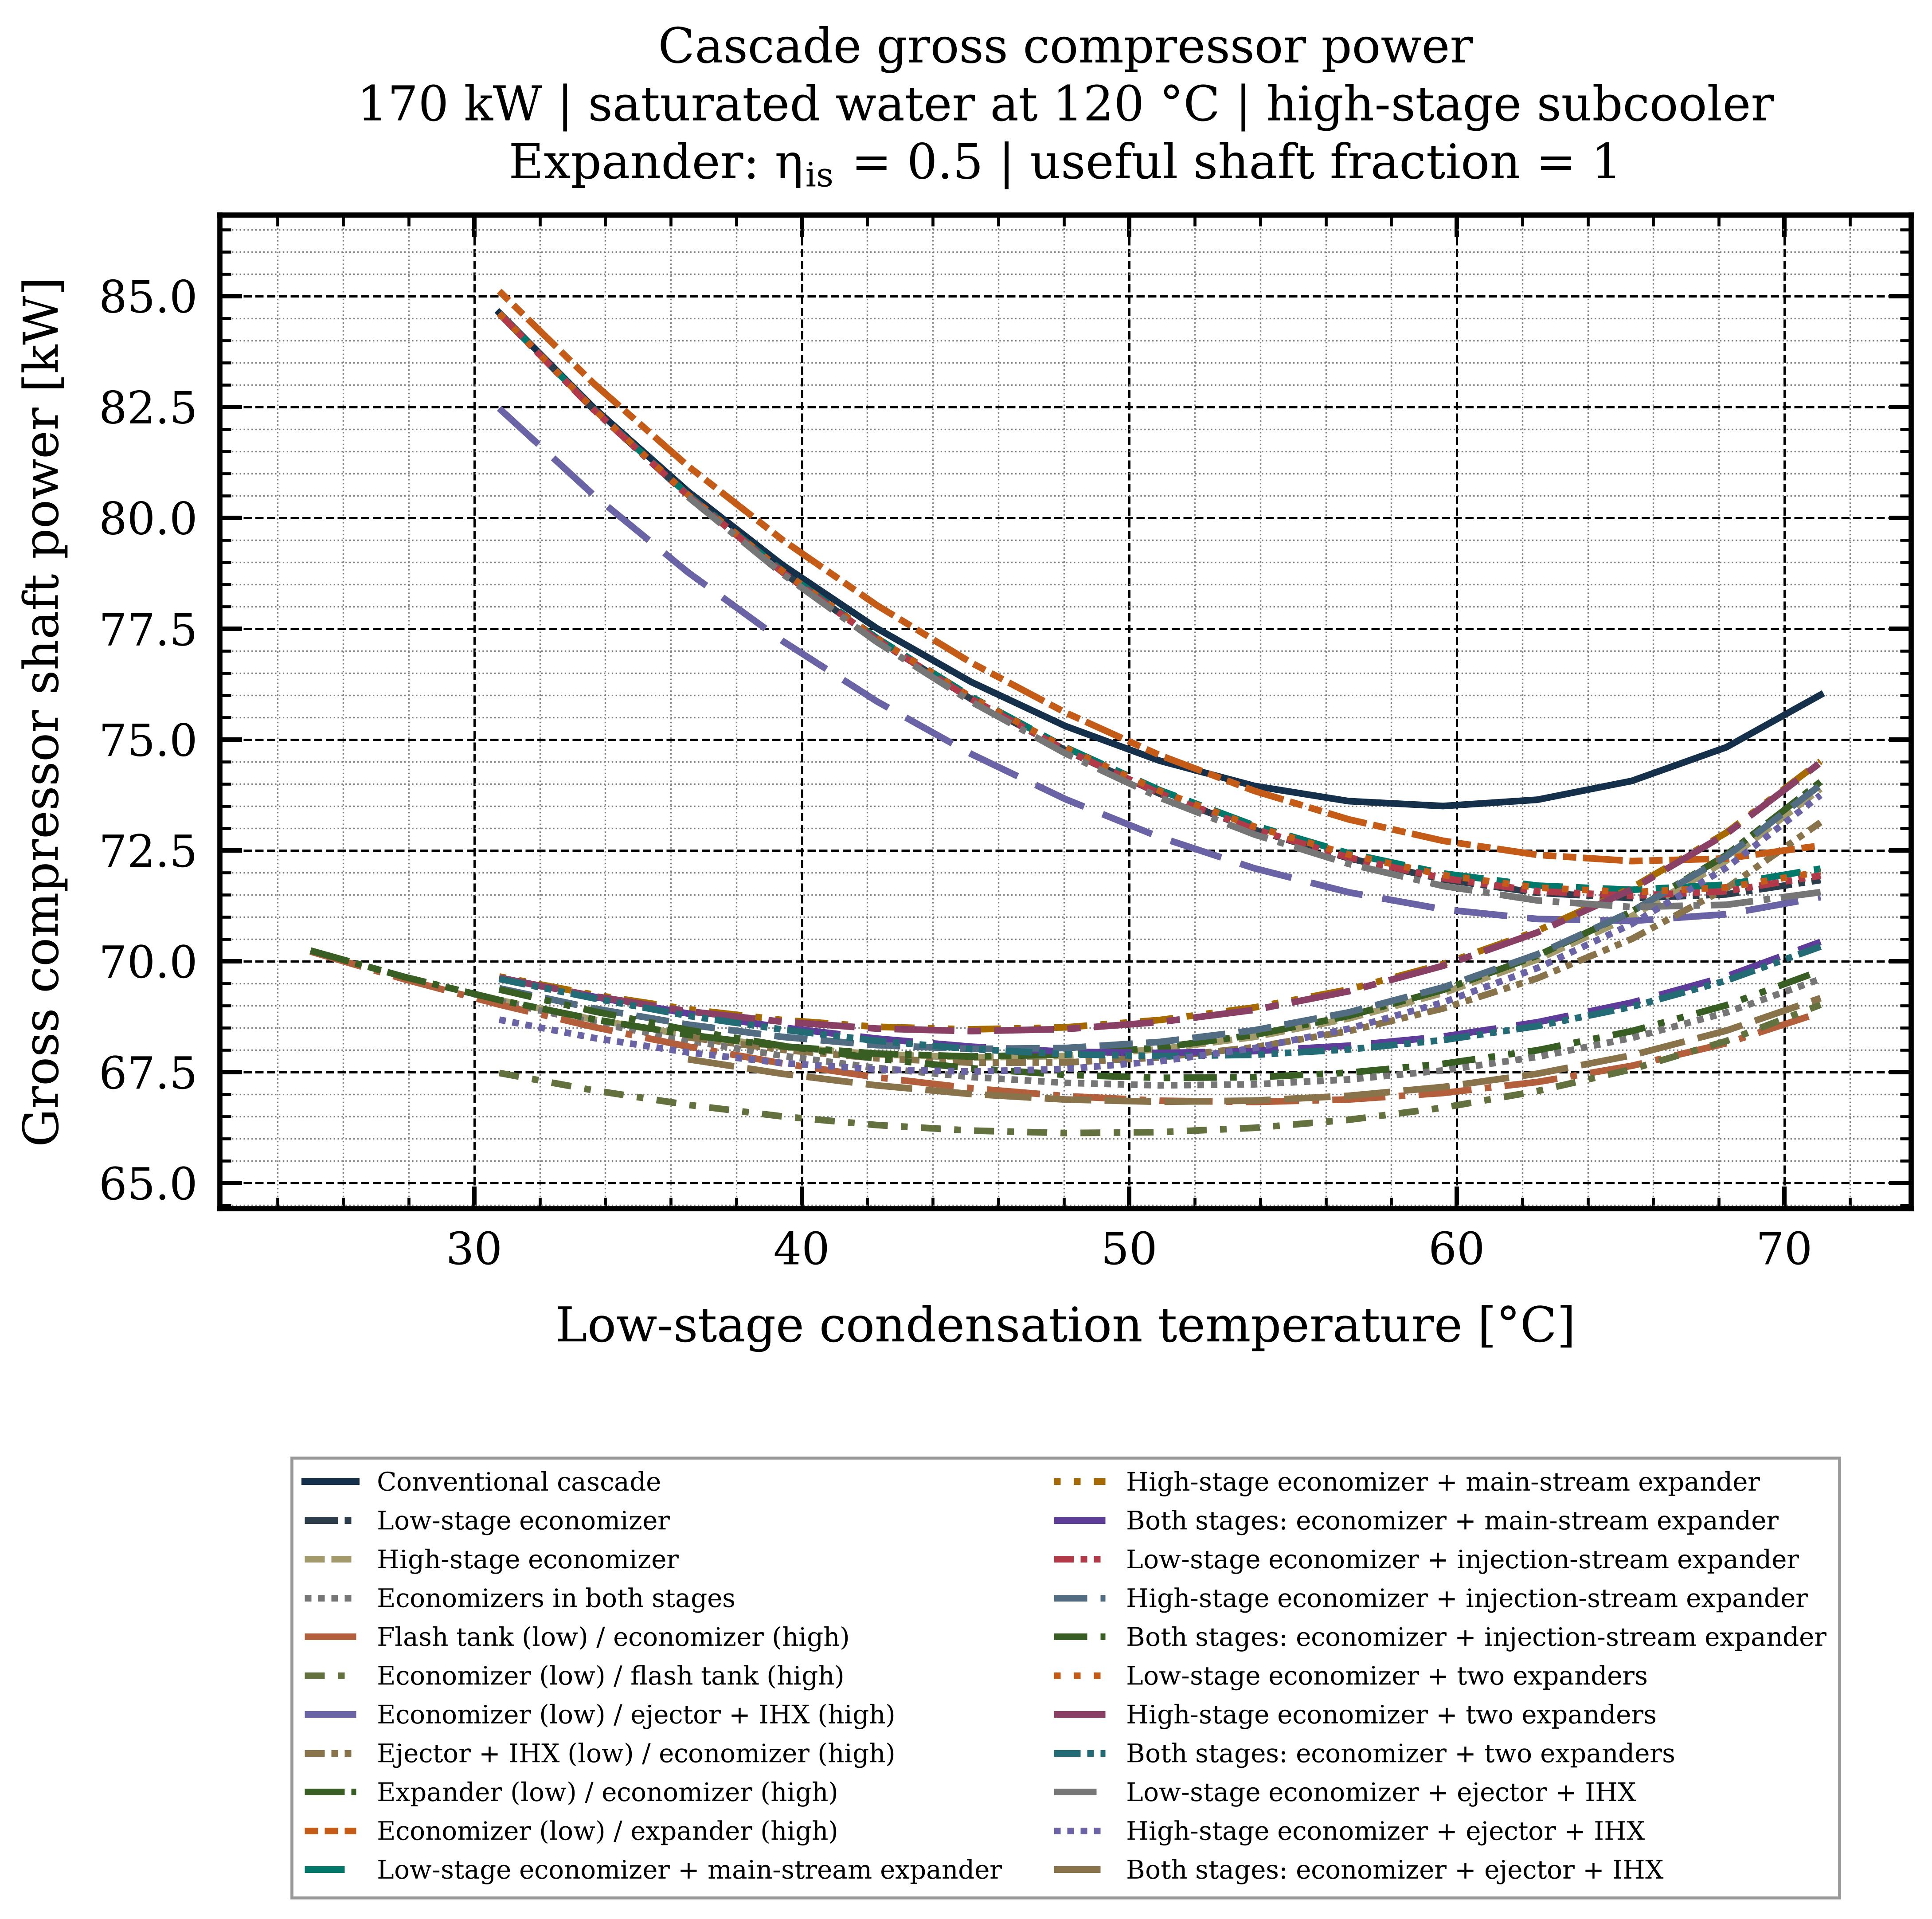 Cascade gross compressor power
170 kW | saturated water at 120 °C | high-stage subcooler
Expander: ηis = 0.5 | useful shaft fraction = 1
Gross compressor shaft power [kW]
85.0
82.5
80.0
77.5
75.0
72.5
70.0
67.5
65.0
30 40 50 60 70
Low-stage condensation temperature [°C]
Conventional cascade
Low-stage economizer
High-stage economizer
Economizers in both stages
Flash tank (low) / economizer (high)
Economizer (low) / flash tank (high)
Economizer (low) / ejector + IHX (high)
Ejector + IHX (low) / economizer (high)
Expander (low) / economizer (high)
Economizer (low) / expander (high)
Low-stage economizer + main-stream expander
High-stage economizer + main-stream expander
Both stages: economizer + main-stream expander
Low-stage economizer + injection-stream expander
High-stage economizer + injection-stream expander
Both stages: economizer + injection-stream expander
Low-stage economizer + two expanders
High-stage economizer + two expanders
Both stages: economizer + two expanders
Low-stage economizer + ejector + IHX
High-stage economizer + ejector + IHX
Both stages: economizer + ejector + IHX